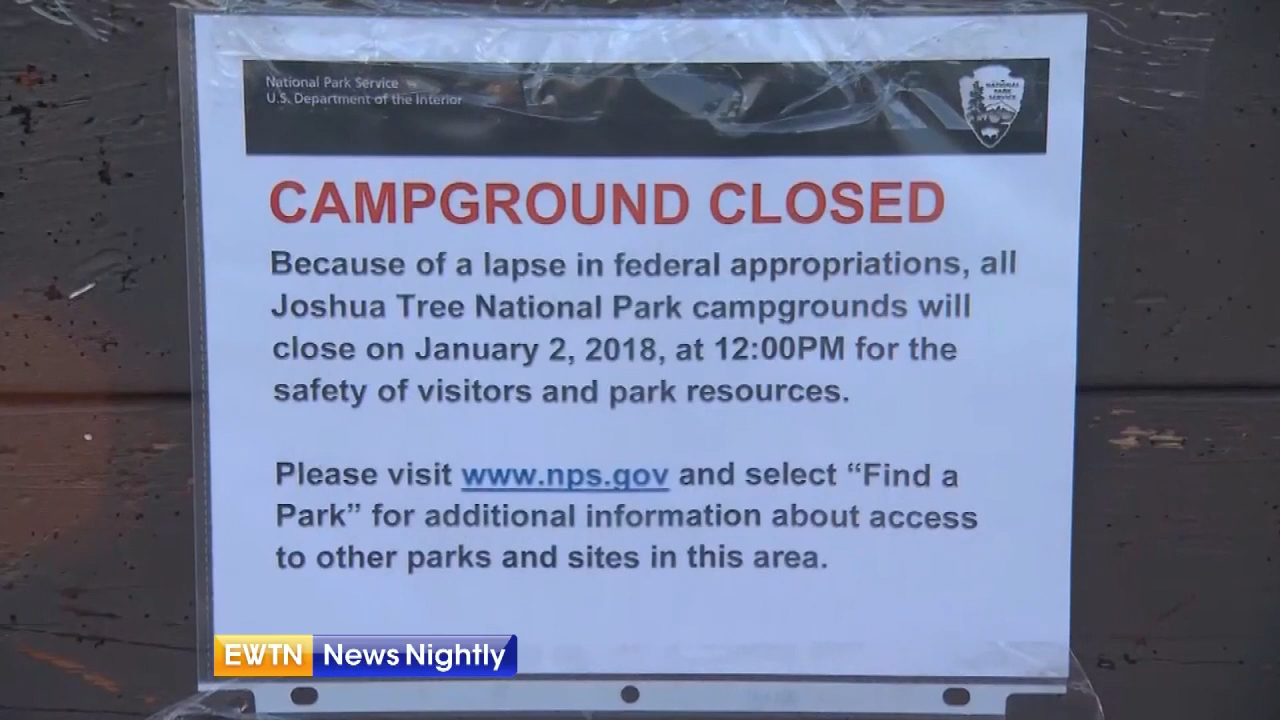 National Park Service
U.S. Department of the Interior
NATIONAL
PARK
SERVICE
CAMPGROUND CLOSED
Because of a lapse in federal appropriations, all
Joshua Tree National Park campgrounds will
close on January 2, 2018, at 12:00PM for the
safety of visitors and park resources.
Please visit www.nps.gov and select “Find a
Park” for additional information about access
to other parks and sites in this area.
EWTN News Nightly